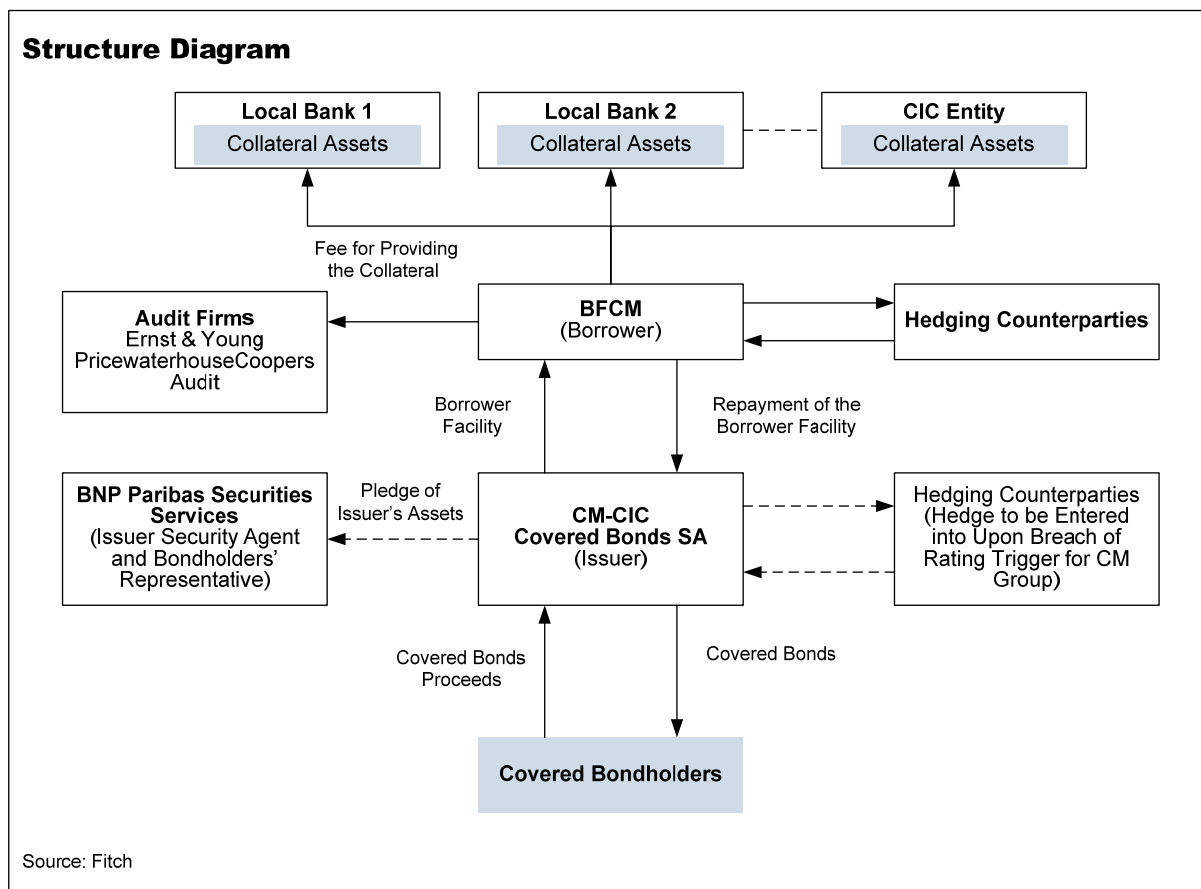 Structure Diagram
Local Bank 1
Collateral Assets
Local Bank 2
Collateral Assets
CIC Entity
Collateral Assets
Fee for Providing
the Collateral
Audit Firms
Ernst & Young
PricewaterhouseCoopers
Audit
BFCM
(Borrower)
Hedging Counterparties
Borrower
Facility
Repayment of the
Borrower Facility
BNP Paribas Securities
Services
(Issuer Security Agent
and Bondholders'
Representative)
Pledge of
Issuer's Assets
CM-CIC
Covered Bonds SA
(Issuer)
Hedging Counterparties
(Hedge to be Entered
into Upon Breach of
Rating Trigger for CM
Group)
Covered Bonds
Proceeds
Covered Bonds
Covered Bondholders
Source: Fitch